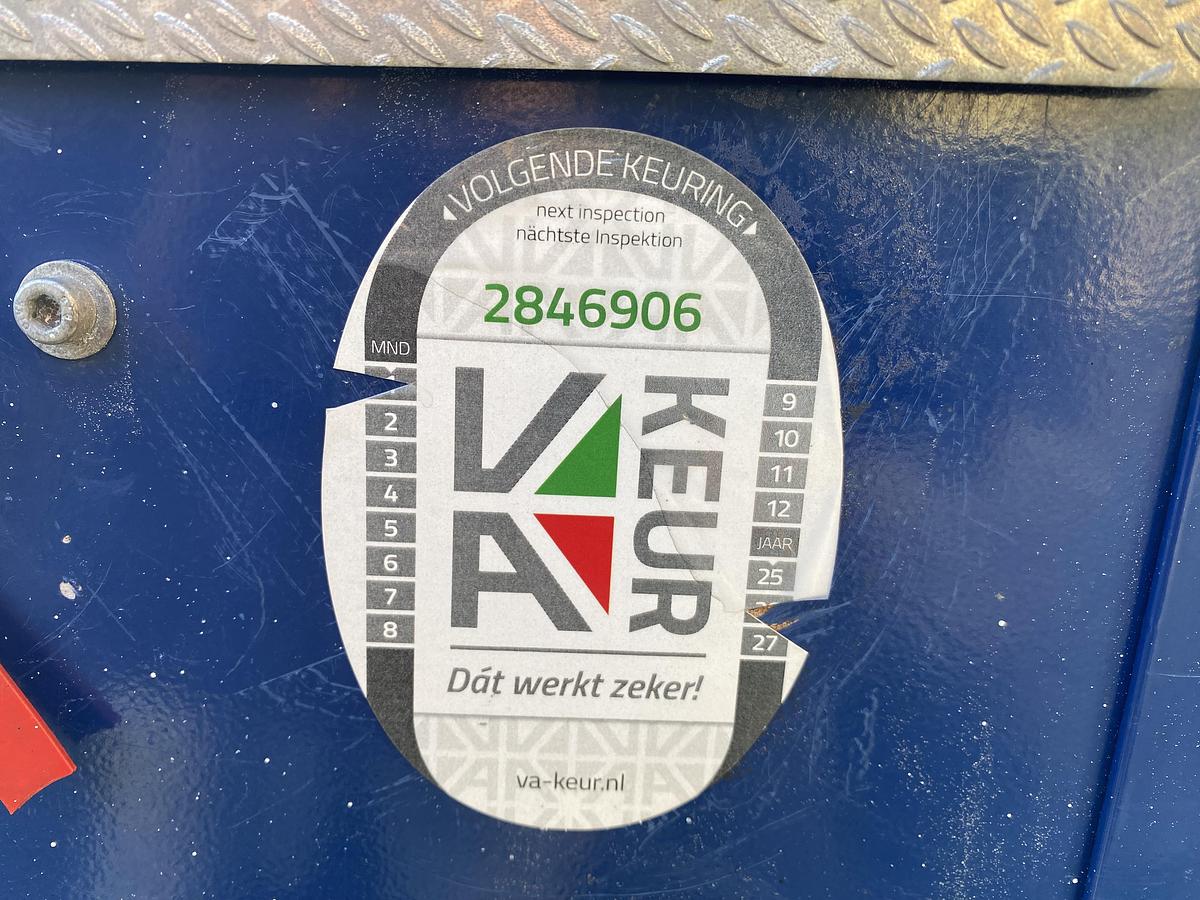 VOLGENDE KEURING
next inspection
nächtste Inspektion
2846906
MND
2
3
4
5
6
7
8
VA
KEUR
9
10
11
12
JAAR
25
27
Dát werkt zeker!
va-keur.nl